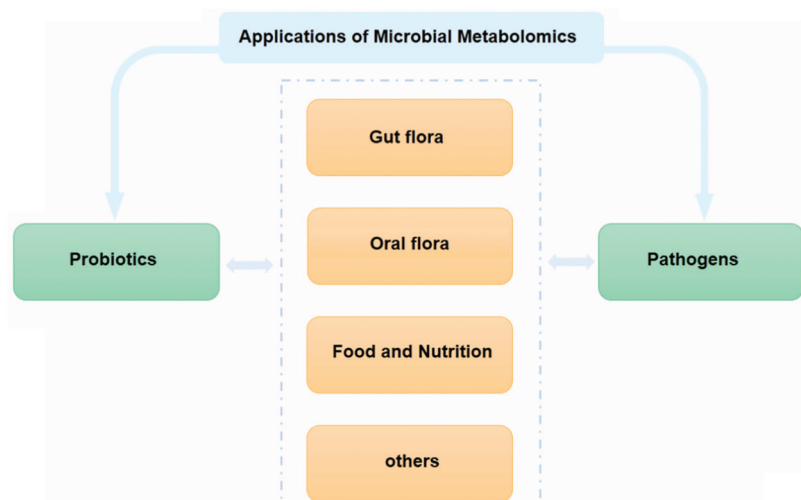 Applications of Microbial Metabolomics
Gut flora
Probiotics
Oral flora
Pathogens
Food and Nutrition
others